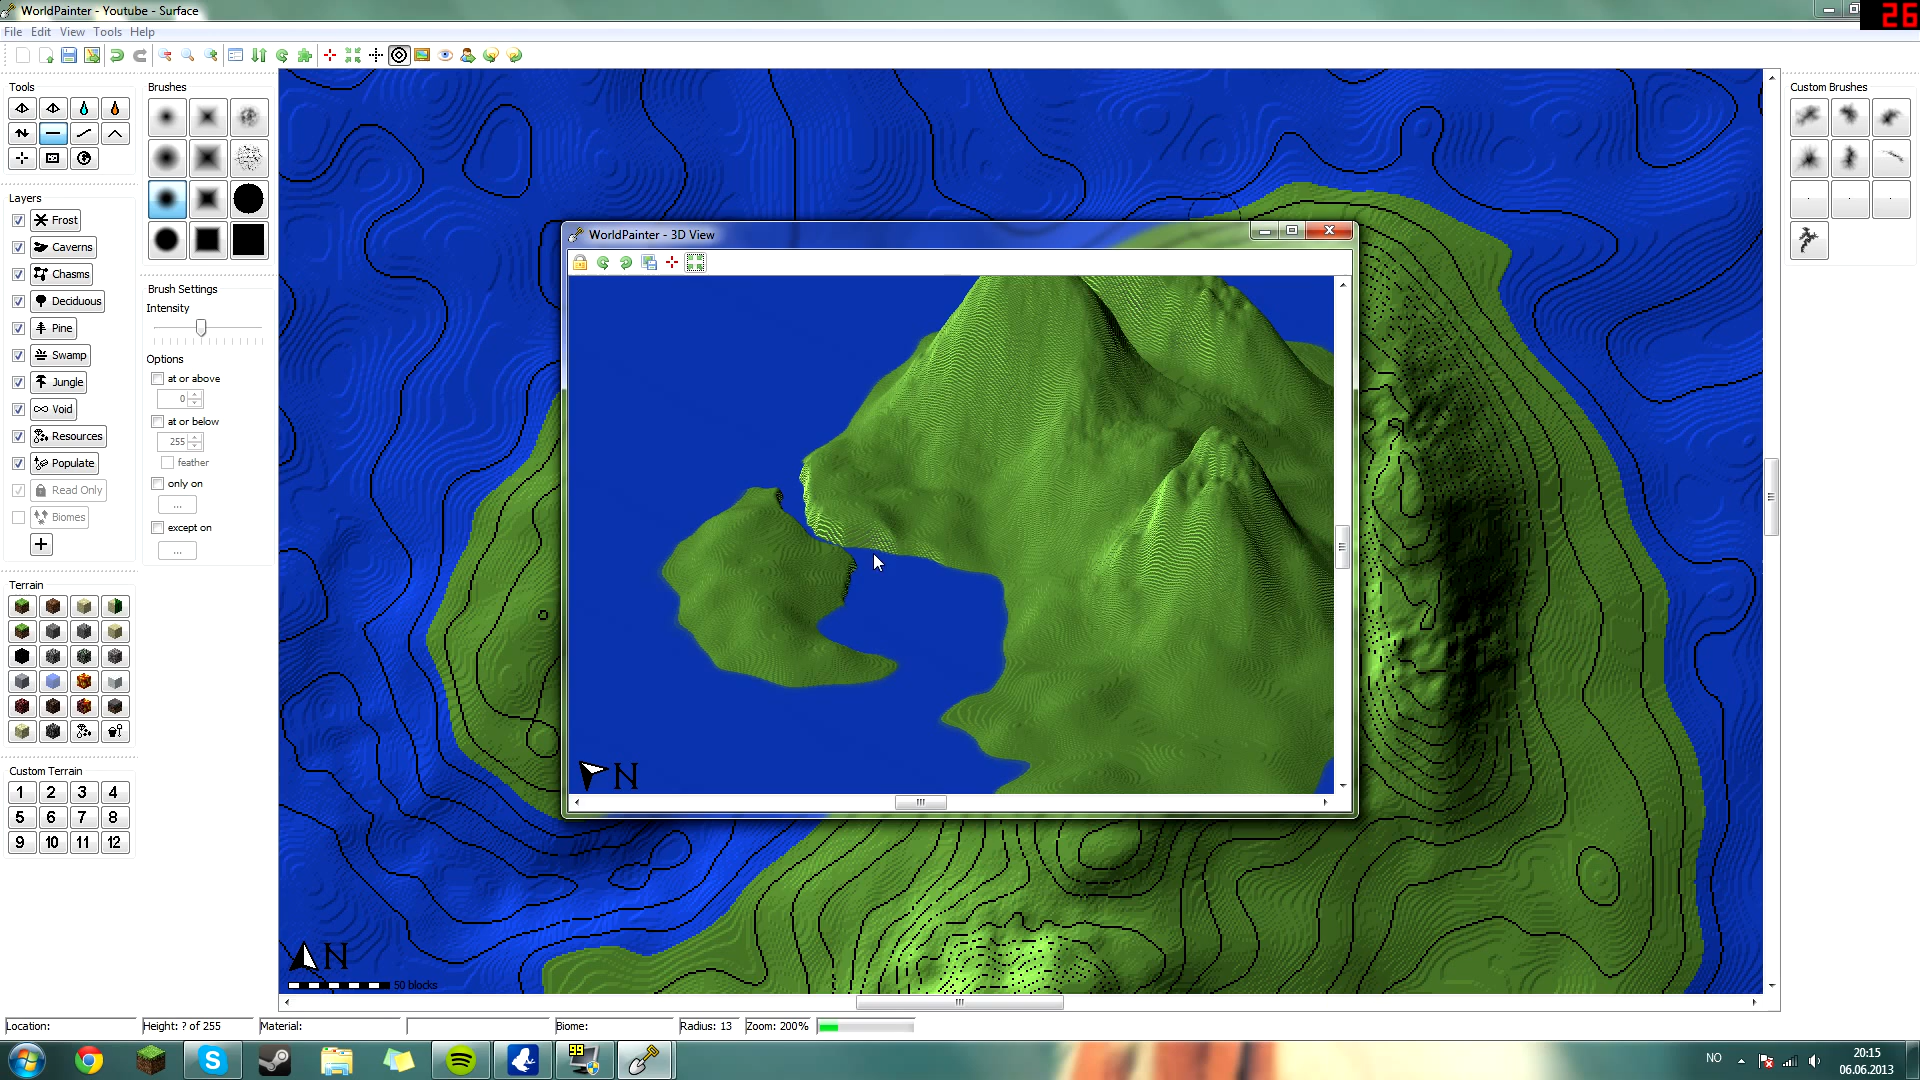 WorldPainter - Youtube - Surface
26
File Edit View Tools Help
Tools
Brushes
Custom Brushes
Layers
Frost
Caverns
Chasms
Deciduous
Pine
Swamp
Jungle
Void
Resources
Populate
Read Only
Biomes
Brush Settings
Intensity
Options
at or above
0
at or below
255
feather
only on
...
except on
...
Terrain
Custom Terrain
1 2 3 4
5 6 7 8
9 10 11 12
WorldPainter - 3D View
N
N
50 blocks
Location:
Height: ? of 255
Material:
Biome:
Radius: 13
Zoom: 200%
99
NO
20:15
06.06.2013